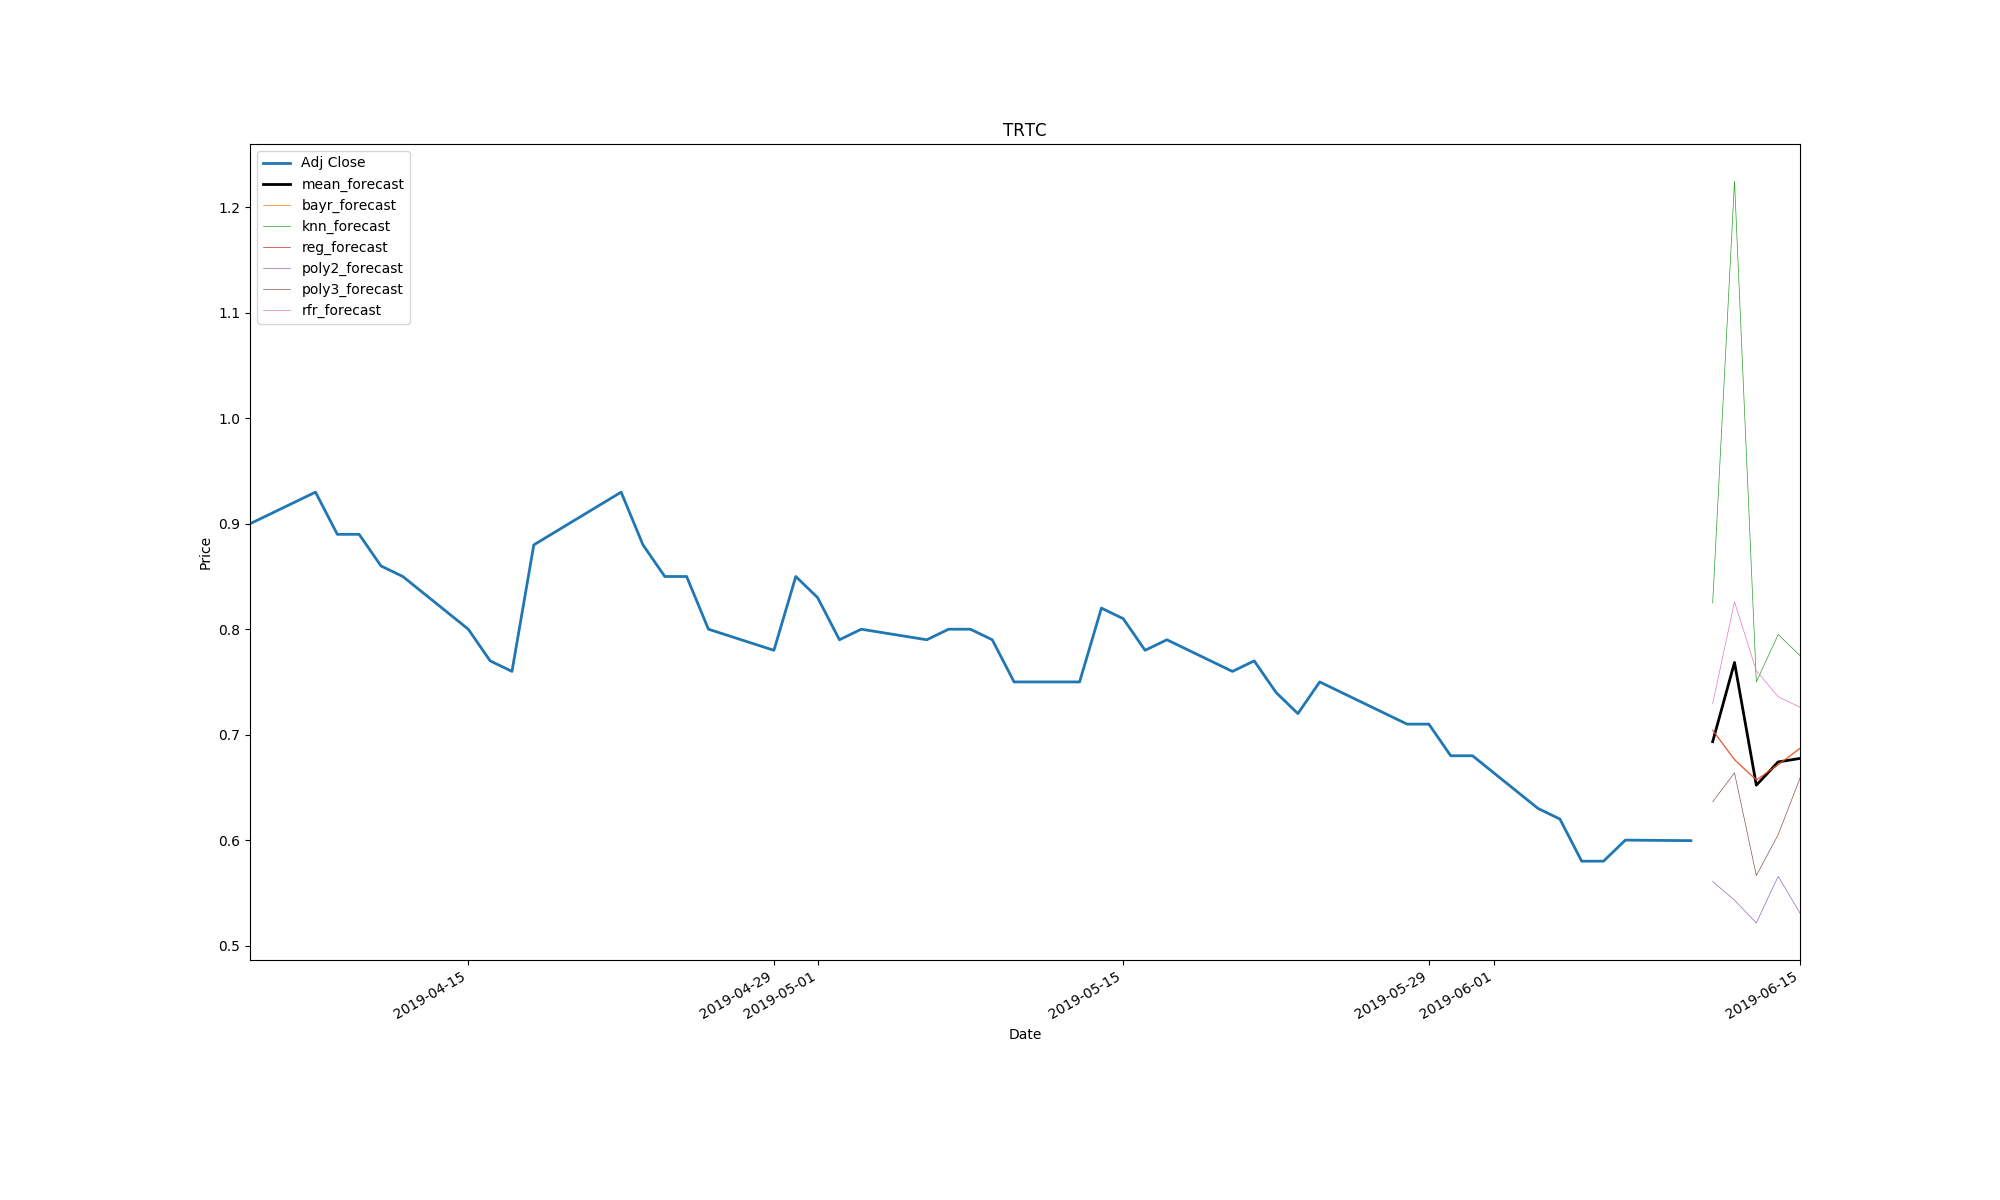 TRTC
Adj Close
mean_forecast
bayr_forecast
knn_forecast
reg_forecast
poly2_forecast
poly3_forecast
rfr_forecast
1.2
1.1
1.0
0.9
0.8
0.7
0.6
0.5
Price
2019-04-15
2019-04-29
2019-05-01
2019-05-15
2019-05-29
2019-06-01
2019-06-15
Date